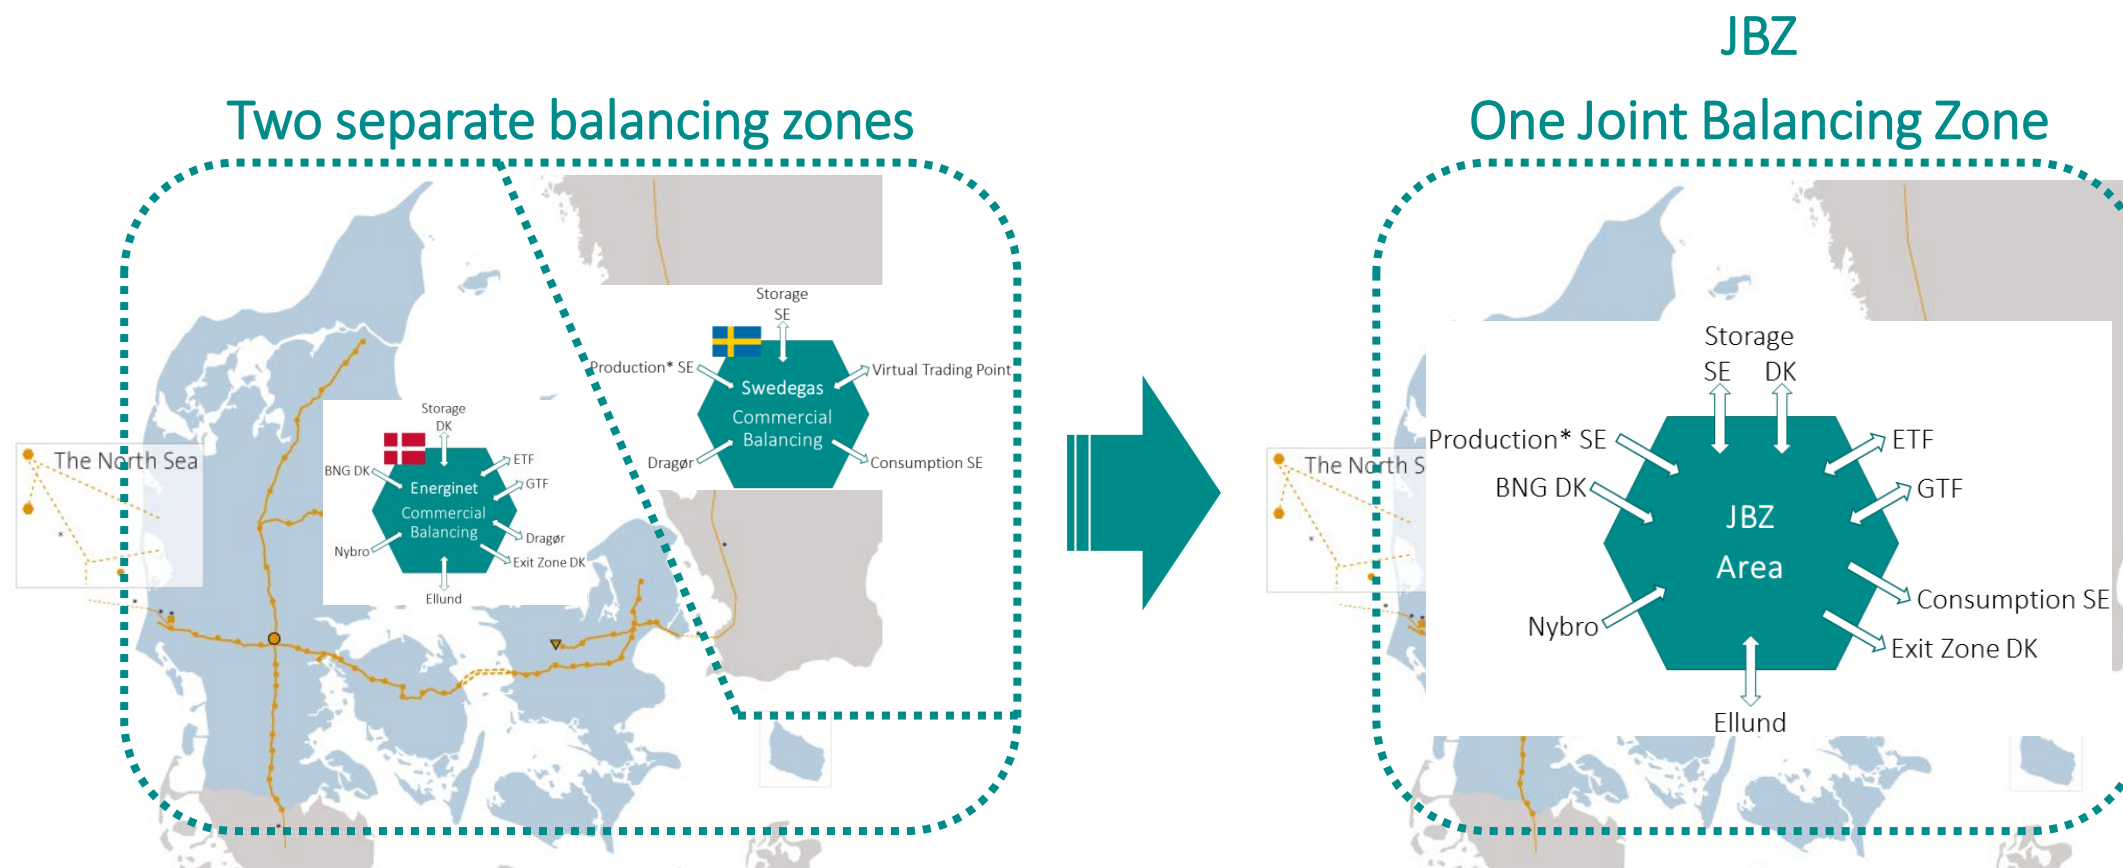 JBZ
Two separate balancing zones
One Joint Balancing Zone
Storage
SE
Production* SE
Virtual Trading Point
Swedegas
Commercial
Balancing
Dragør
Consumption SE
Storage
DK
BNG DK
ETF
GTF
Energinet
Commercial
Balancing
Nybro
Dragør
Exit Zone DK
Ellund
The North Sea
The North S
Storage
SE DK
Production* SE
ETF
BNG DK
GTF
JBZ
Area
Consumption SE
Nybro
Exit Zone DK
Ellund